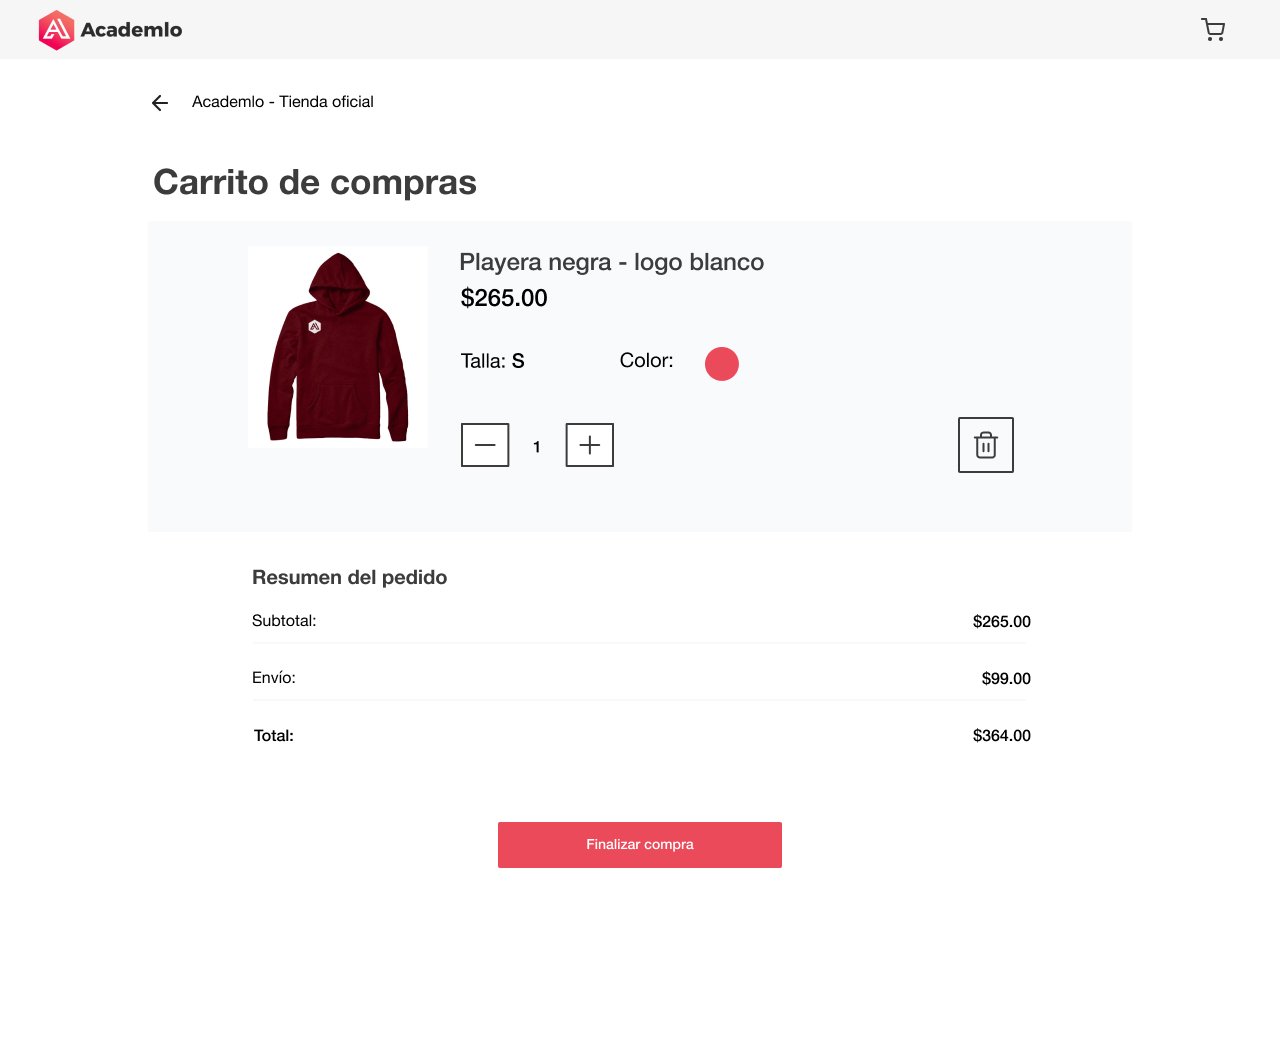 Academlo
Academlo - Tienda oficial
Carrito de compras
Playera negra - logo blanco
$265.00
Talla: S
Color:
1
Resumen del pedido
Subtotal:
$265.00
Envío:
$99.00
Total:
$364.00
Finalizar compra